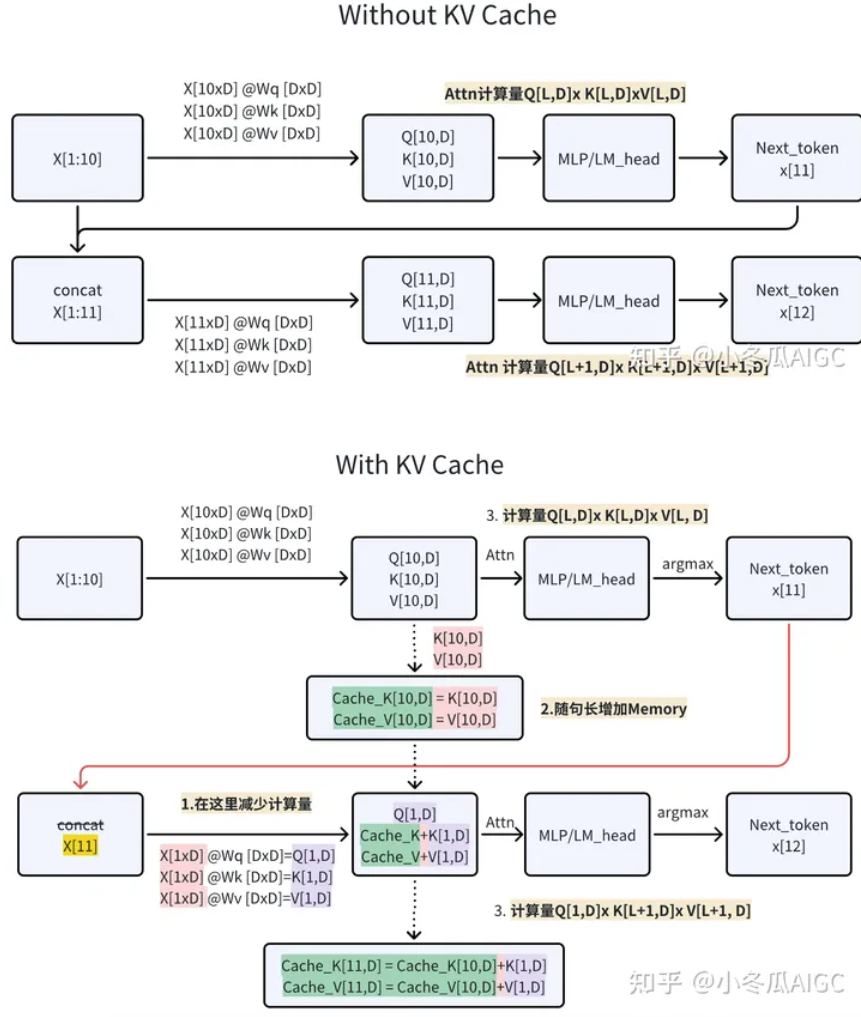 Without KV Cache
X[10xD] @Wq [DxD]
X[10xD] @Wk [DxD]
X[10xD] @Wv [DxD]
Attn计算量Q[L,D]x K[L,D]xV[L,D]
X[1:10]
Q[10,D]
K[10,D]
V[10,D]
MLP/LM_head
Next_token
x[11]
concat
X[1:11]
X[11xD] @Wq [DxD]
X[11xD] @Wk [DxD]
X[11xD] @Wv [DxD]
Q[11,D]
K[11,D]
V[11,D]
MLP/LM_head
Next_token
x[12]
知乎 @小冬瓜AIGC
Attn 计算量Q[L+1,D]x K[L+1,D]x V[L+1,D]
With KV Cache
X[10xD] @Wq [DxD]
X[10xD] @Wk [DxD]
X[10xD] @Wv [DxD]
3. 计算量Q[L,D]x K[L,D]x V[L, D]
X[1:10]
Q[10,D]
K[10,D]
V[10,D]
Attn
MLP/LM_head
argmax
Next_token
x[11]
K[10,D]
V[10,D]
Cache_K[10,D] = K[10,D]
Cache_V[10,D] = V[10,D]
2.随句长增加Memory
concat
X[11]
1.在这里减少计算量
X[1xD] @Wq [DxD]=Q[1,D]
X[1xD] @Wk [DxD]=K[1,D]
X[1xD] @Wv [DxD]=V[1,D]
Q[1,D]
Cache_K+K[1,D]
Cache_V+V[1,D]
Attn
MLP/LM_head
argmax
Next_token
x[12]
3. 计算量Q[1,D]x K[L+1,D]x V[L+1, D]
Cache_K[11,D] = Cache_K[10,D]+K[1,D]
Cache_V[11,D] = Cache_V[10,D]+V[1,D]
知乎 @小冬瓜AIGC